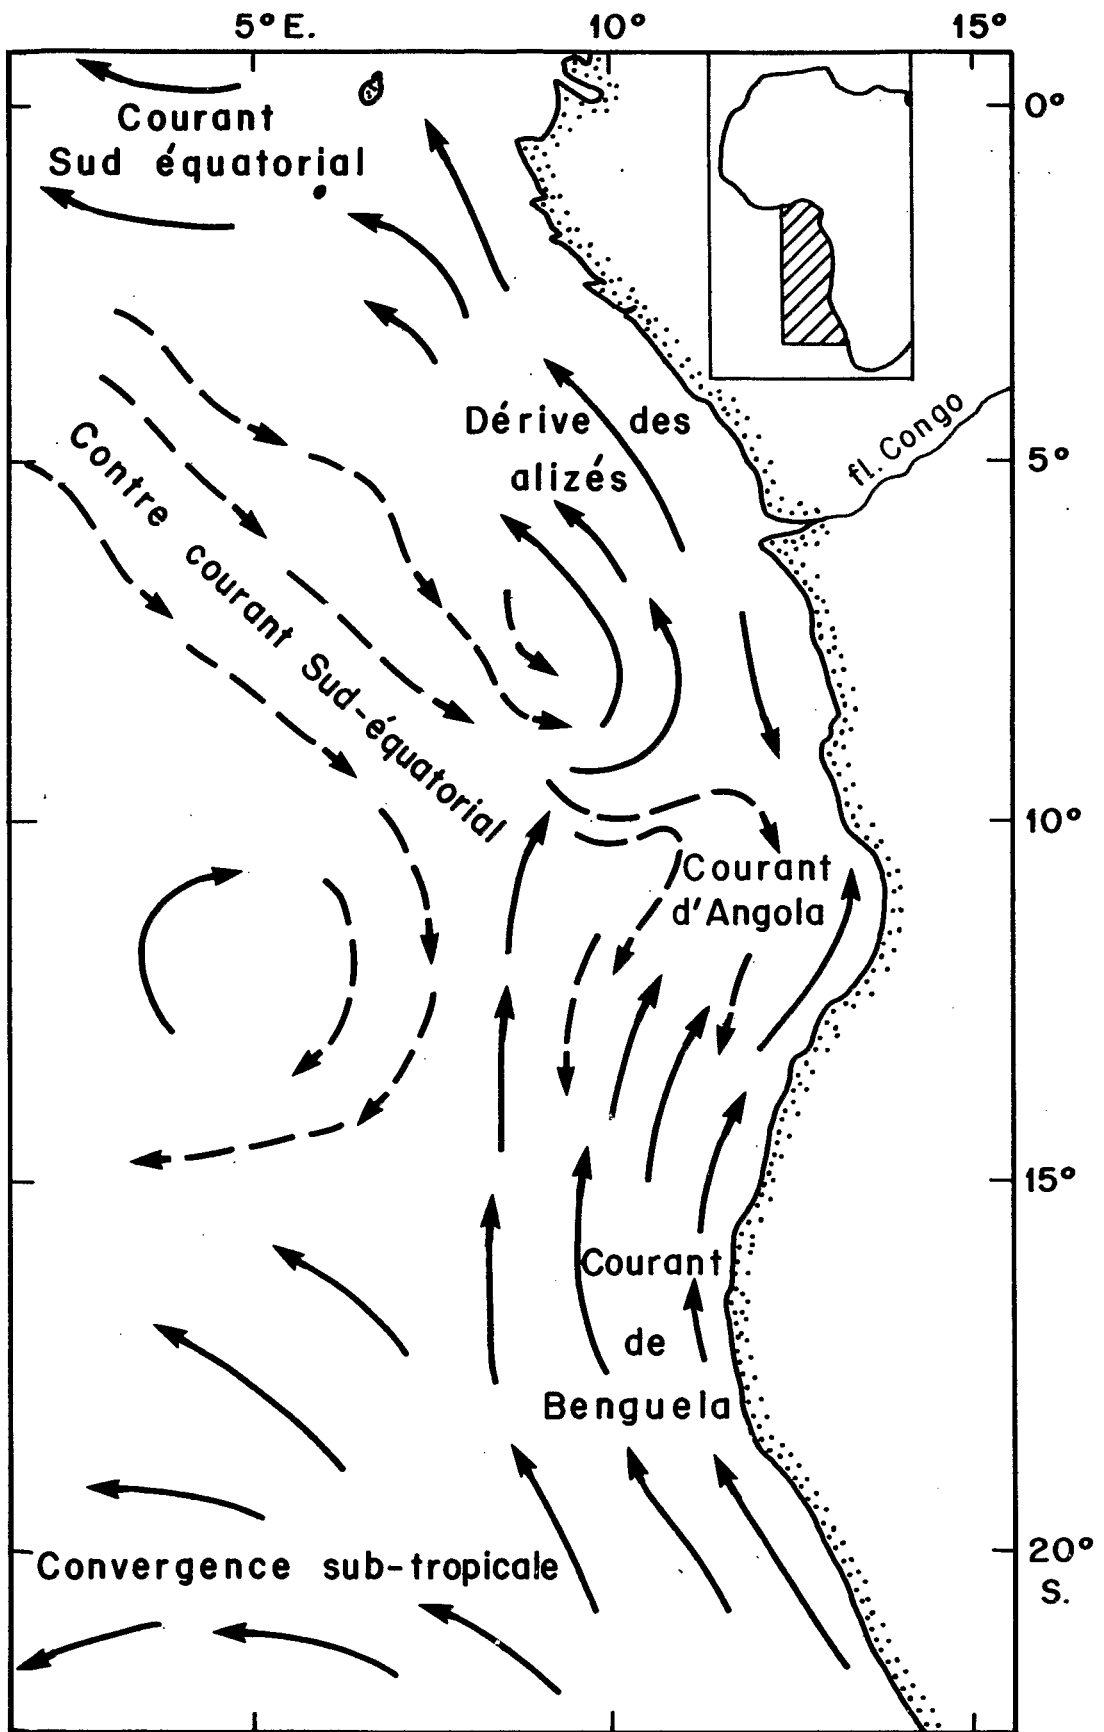 5° E.
10°
15°
0°
Courant
Sud équatorial
Dérive des
alizés
fl. Congo
5°
Contre courant Sud-équatorial
10°
Courant
d'Angola
15°
Courant
de
Benguela
Convergence sub-tropicale
20°
S.